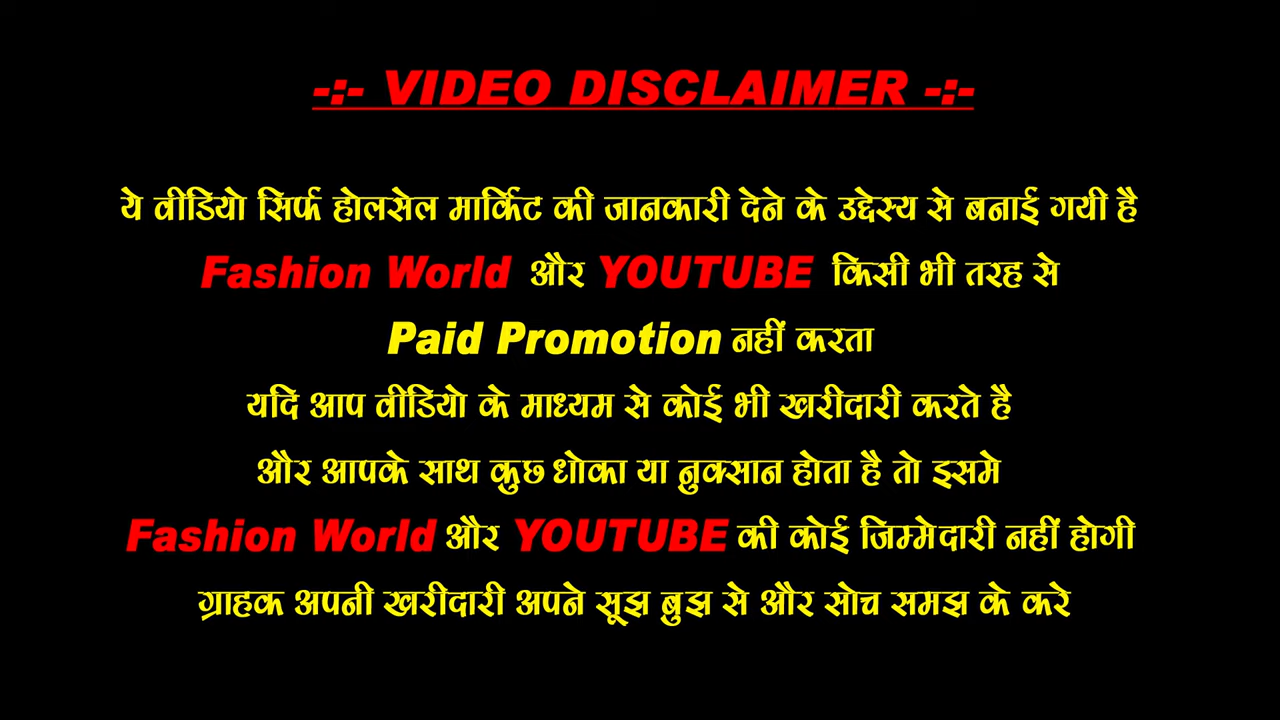 -:- VIDEO DISCLAIMER -:-
ये वीडियो सिर्फ होलसेल मार्किट की जानकारी देने के उद्देस्य से बनाई गयी है
Fashion World और YOUTUBE किसी भी तरह से
Paid Promotion नहीं करता
यदि आप वीडियो के माध्यम से कोई भी खरीदारी करते है
और आपके साथ कुछ धोका या नुक्सान होता है तो इसमे
Fashion World और YOUTUBE की कोई जिम्मेदारी नहीं होगी
ग्राहक अपनी खरीदारी अपने सूझ बुझ से और सोच समझ के करे